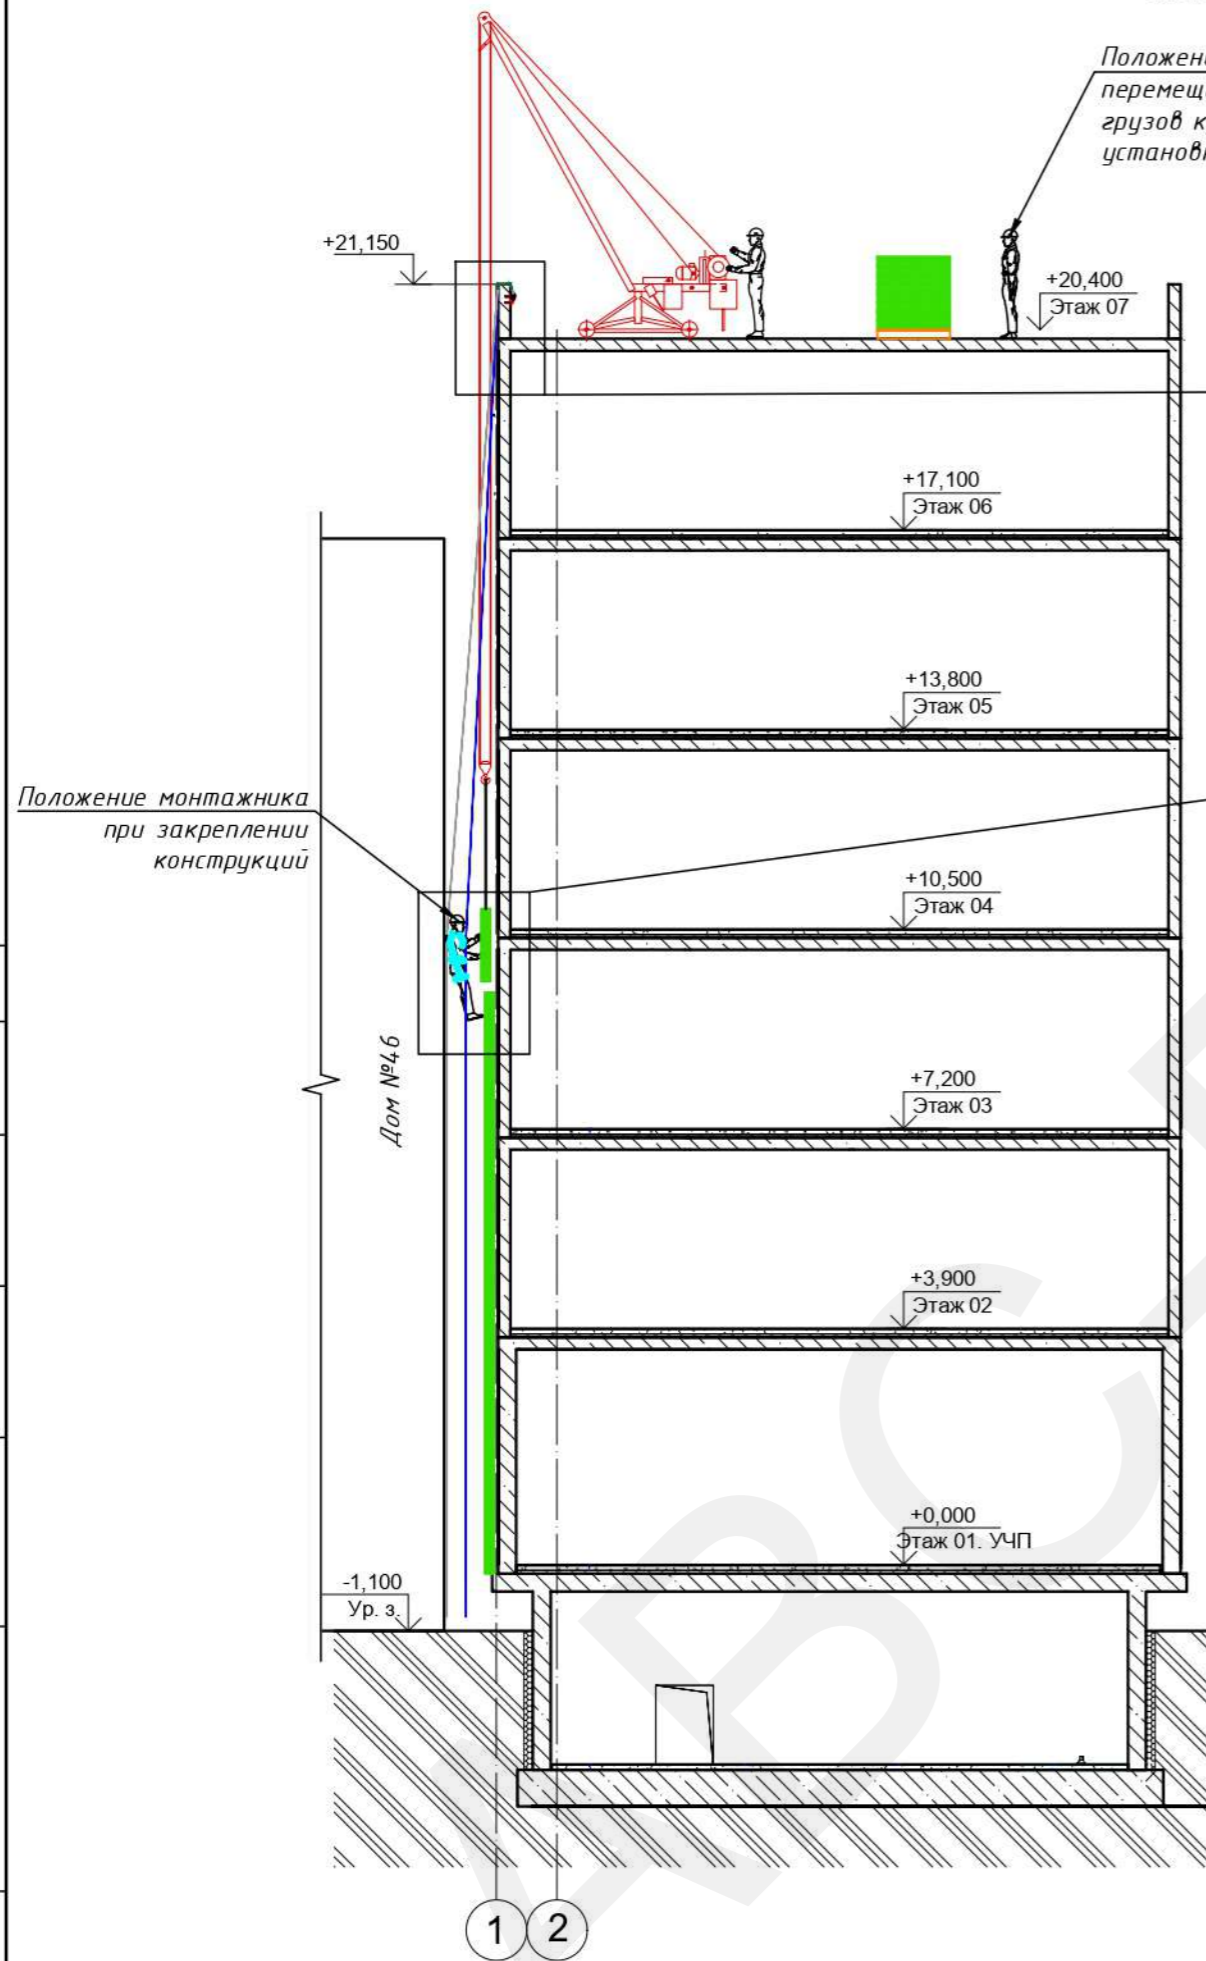 Положени
перемещ
грузов к
установ
+21,150
+20,400
Этаж 07
+17,100
Этаж 06
+13,800
Этаж 05
Положение монтажника
при закреплении
конструкций
+10,500
Этаж 04
Дом №46
+7,200
Этаж 03
+3,900
Этаж 02
+0,000
Этаж 01. УЧП
-1,100
Ур. з.
1 2
АВС